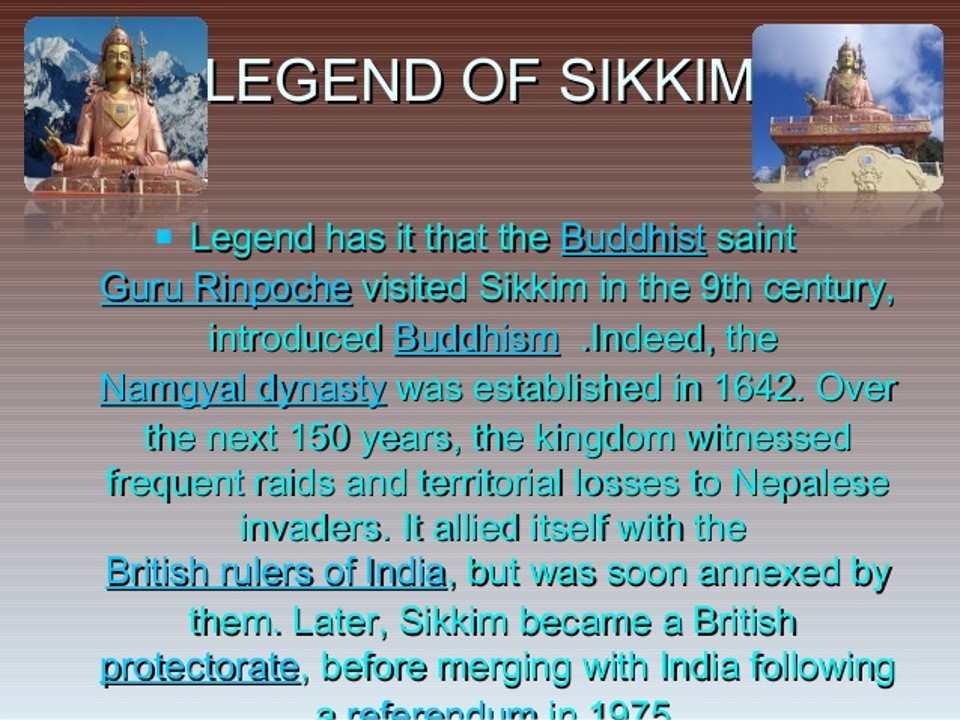 LEGEND OF SIKKIM
Legend has it that the Buddhist saint
Guru Rinpoche visited Sikkim in the 9th century,
introduced Buddhism .Indeed, the
Namgyal dynasty was established in 1642. Over
the next 150 years, the kingdom witnessed
frequent raids and territorial losses to Nepalese
invaders. It allied itself with the
British rulers of India, but was soon annexed by
them. Later, Sikkim became a British
protectorate, before merging with India following
a referendum in 1975